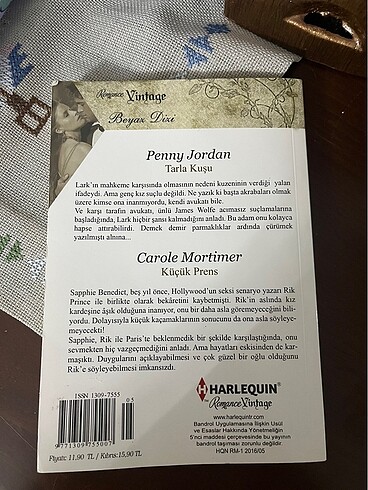 Romance Vintage
Beyaz Dizi
Penny Jordan
Tarla Kuşu
Lark'ın mahkeme karşısında olmasının nedeni kuzeninin verdiği yalan
ifadeydi. Ama genç kız suçlu değildi. Ne yazık ki başta akrabaları olmak
üzere kimse ona inanmıyordu, kendi avukatı bile.
Ve karşı tarafın avukatı, ünlü James Wolfe acımasız suçlamalarına
başladığında, Lark hiçbir şansı kalmadığını anladı. Bu adam onu kolayca
hapse attırabilirdi. Demek demir parmaklıklar ardında çürümek
yazılmıştı alnına...
Carole Mortimer
Küçük Prens
Sapphie Benedict, beş yıl önce, Hollywood'un seksi senaryo yazarı Rik
Prince ile birlikte olarak bekâretini kaybetmişti. Rik'in aslında kız
kardeşine âşık olduğuna inanıyor, onu bir daha asla göremeyeceğini bili-
yordu. Dolayısıyla küçük kaçamaklarının sonucunu da ona asla söyleye-
meyecekti!
Sapphie, Rik ile Paris'te beklenmedik bir şekilde karşılaştığında, onu
sevmekten hiç vazgeçmediğini anladı. Ama hayatları eskisinden de kar-
maşıktı. Duygularını açıklayabilmesi ve çok güzel bir oğlu olduğunu
Rik'e söyleyebilmesi imkansızdı.
ISSN 1309-7555
05
9771309755007
Fiyatı: 11,90 TL / Kıbrıs:15,90 TL
HARLEQUIN
Romance Vintage
www.harlequintr.com
Bandrol Uygulamasına İlişkin Usul
ve Esaslar Hakkında Yönetmeliğin
5'nci maddesi çerçevesinde bu yayının
bandrol taşıması zorunlu değildir.
HQN RM-1 2016/05